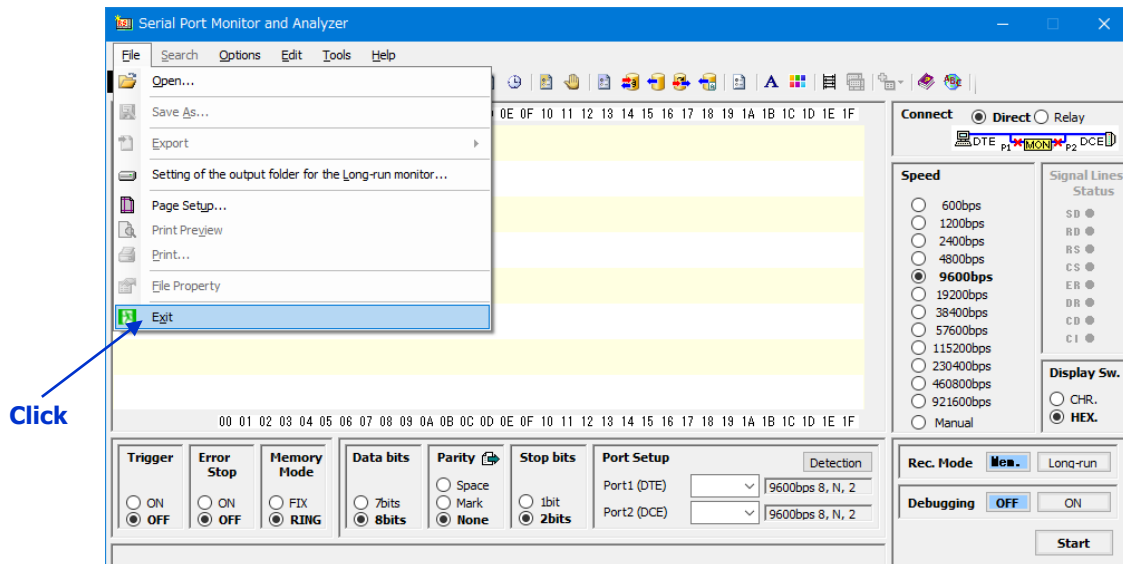 Serial Port Monitor and Analyzer
File Search Options Edit Tools Help
Open...
Save As...
Export
Setting of the output folder for the Long-run monitor...
Page Setup...
Print Preview
Print...
File Property
Exit
Click
0E 0F 10 11 12 13 14 15 16 17 18 19 1A 1B 1C 1D 1E 1F
00 01 02 03 04 05 06 07 08 09 0A 0B 0C 0D 0E 0F 10 11 12 13 14 15 16 17 18 19 1A 1B 1C 1D 1E 1F
Connect Direct Relay
DTE P1 MON P2 DCE
Speed
600bps
1200bps
2400bps
4800bps
9600bps
19200bps
38400bps
57600bps
115200bps
230400bps
460800bps
921600bps
Manual
Signal Lines
Status
SD
RD
RS
CS
ER
DR
CD
CI
Display Sw.
CHR.
HEX.
Trigger
ON
OFF
Error
Stop
ON
OFF
Memory
Mode
FIX
RING
Data bits
7bits
8bits
Parity
Space
Mark
None
Stop bits
1bit
2bits
Port Setup Detection
Port1 (DTE) 9600bps 8, N, 2
Port2 (DCE) 9600bps 8, N, 2
Rec. Mode Mem. Long-run
Debugging OFF ON
Start